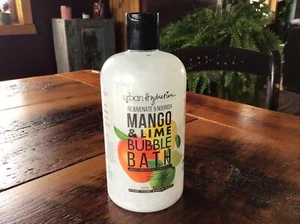 urban hydration
REJUVENATE & NOURISH
MANGO
& LIME
BUBBLE
BATH